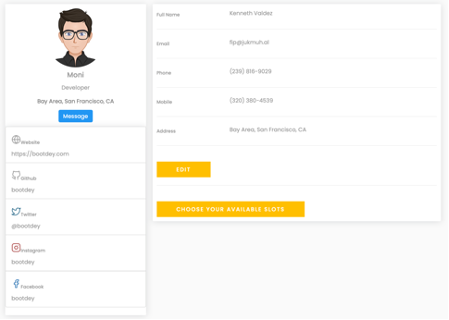 Moni
Developer
Bay Area, San Francisco, CA
Message
Website
https://bootdey.com
Github
bootdey
Twitter
@bootdey
Instagram
bootdey
Facebook
bootdey
Full Name Kenneth Valdez
Email fip@jukmuh.al
Phone (239) 816-9029
Mobile (320) 380-4539
Address Bay Area, San Francisco, CA
EDIT
CHOOSE YOUR AVAILABLE SLOTS